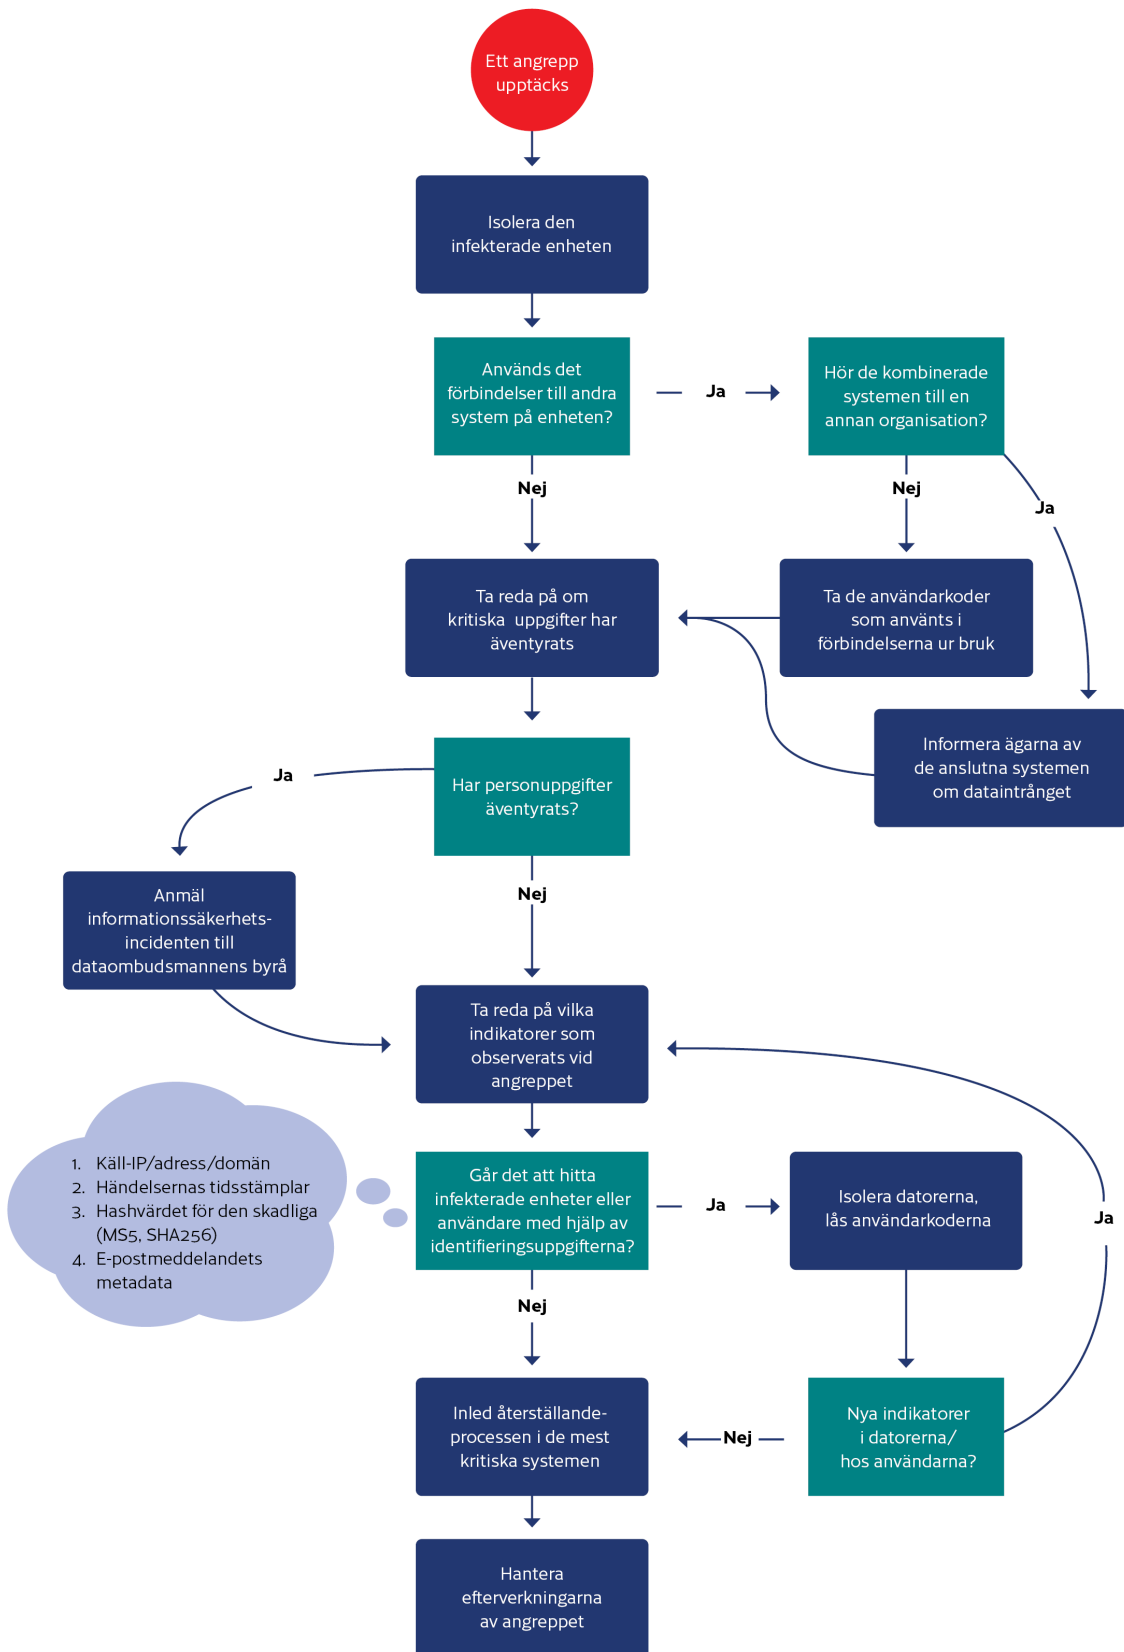 Ett angrepp
upptäcks
Isolera den
infekterade enheten
Används det
förbindelser till andra
system på enheten?
Ja
Hör de kombinerade
systemen till en
annan organisation?
Nej
Nej
Ja
Ta reda på om
kritiska uppgifter har
äventyrats
Ta de användarkoder
som använts i
förbindelserna ur bruk
Informera ägarna av
de anslutna systemen
om dataintrånget
Har personuppgifter
äventyrats?
Ja
Nej
Anmäl
informationssäkerhets-
incidenten till
dataombudsmannens byrå
Ta reda på vilka
indikatorer som
observerats vid
angreppet
1. Käll-IP/adress/domän
2. Händelsernas tidsstämplar
3. Hashvärdet för den skadliga
(MS5, SHA256)
4. E-postmeddelandets
metadata
Går det att hitta
infekterade enheter eller
användare med hjälp av
identifieringsuppgifterna?
Ja
Isolera datorerna,
lås användarkoderna
Ja
Nej
Inled återställande-
processen i de mest
kritiska systemen
Nej
Nya indikatorer
i datorerna/
hos användarna?
Hantera
efterverkningarna
av angreppet